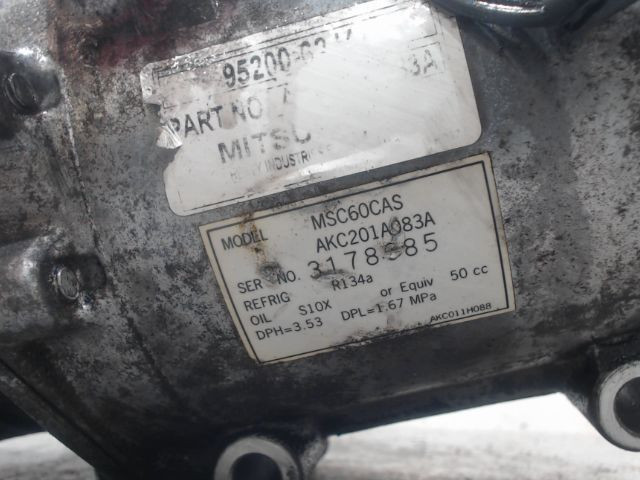 95200-
PART NO.
MITSU
INDUSTRI
MODEL MSC60CAS
AKC201A083A
SER NO.
REFRIG R134a
OIL S10X or Equiv 50 cc
DPH=3.53 DPL=1.67 MPa
AKC011H088